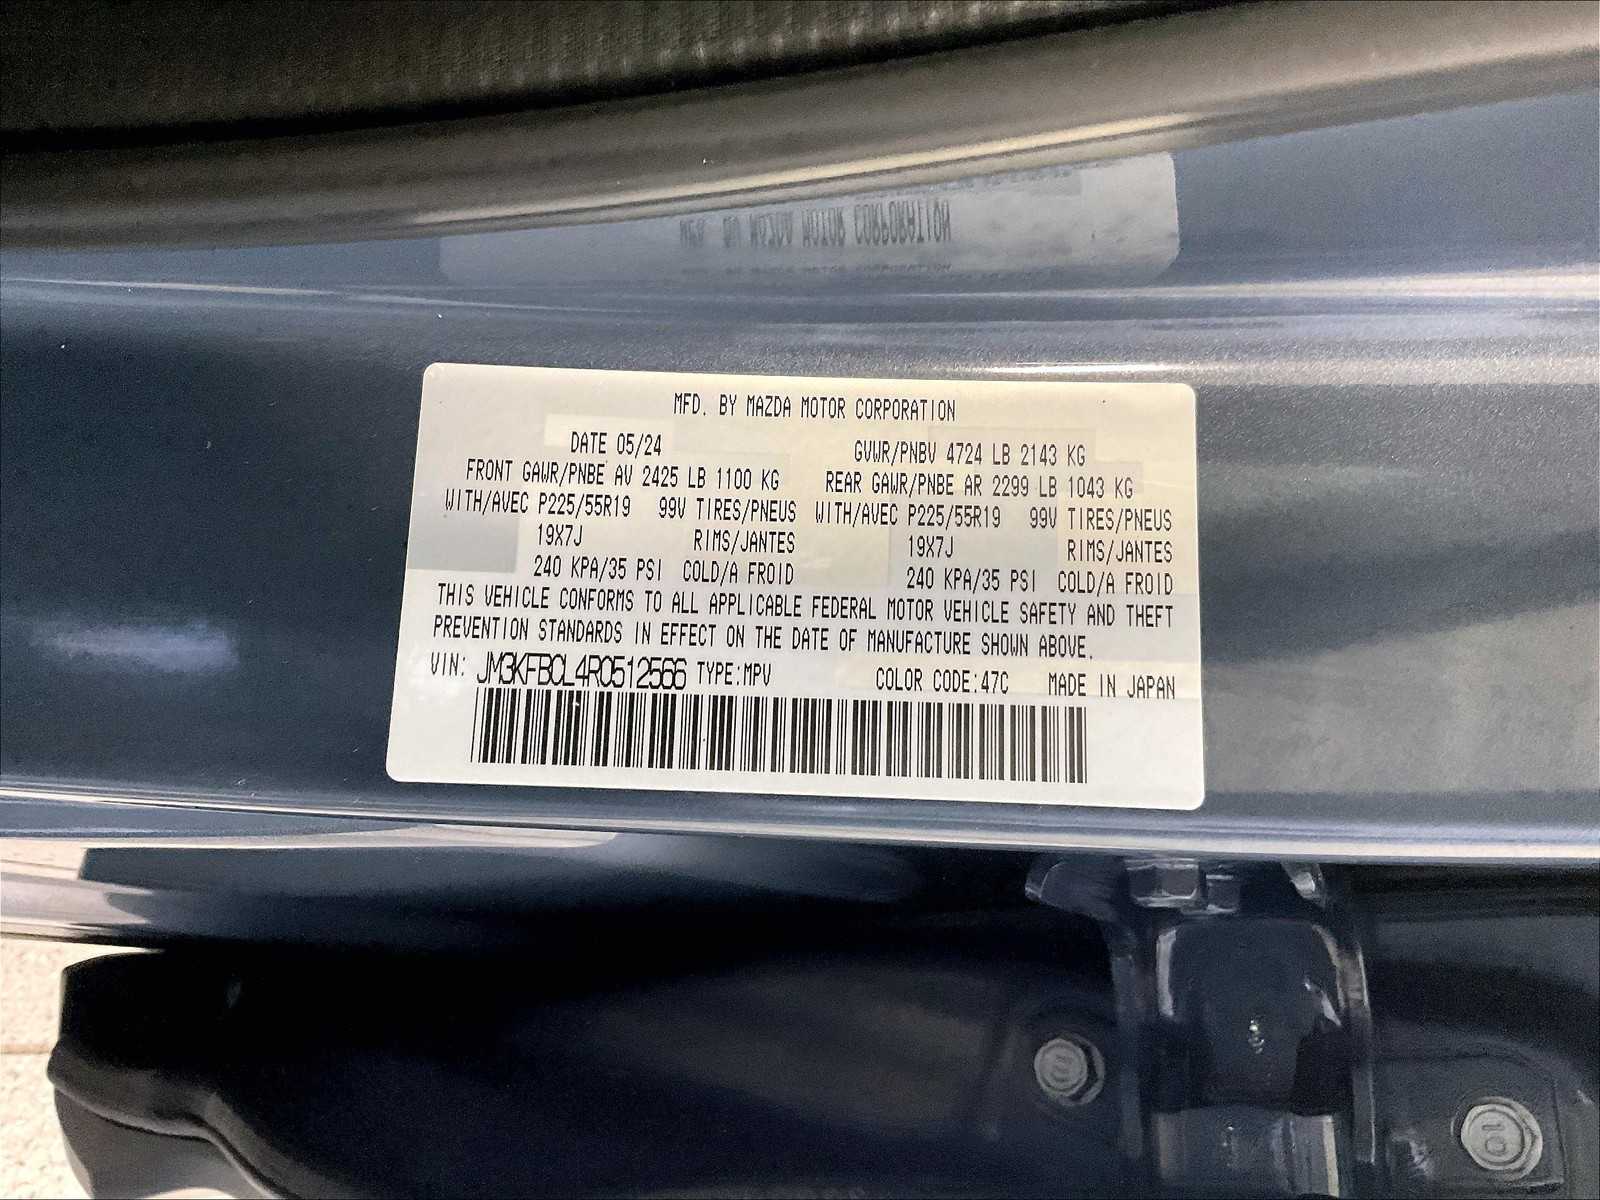 MFD. BY MAZDA MOTOR CORPORATION
DATE 05/24 GVWR/PNBV 4724 LB 2143 KG
FRONT GAWR/PNBE AV 2425 LB 1100 KG REAR GAWR/PNBE AR 2299 LB 1043 KG
WITH/AVEC P225/55R19 99V TIRES/PNEUS WITH/AVEC P225/55R19 99V TIRES/PNEUS
19X7J RIMS/JANTES 19X7J RIMS/JANTES
240 KPA/35 PSI COLD/A FROID 240 KPA/35 PSI COLD/A FROID
THIS VEHICLE CONFORMS TO ALL APPLICABLE FEDERAL MOTOR VEHICLE SAFETY AND THEFT
PREVENTION STANDARDS IN EFFECT ON THE DATE OF MANUFACTURE SHOWN ABOVE.
VIN: JM3KFBCL4R0512566 TYPE:MPV COLOR CODE:47C MADE IN JAPAN
10